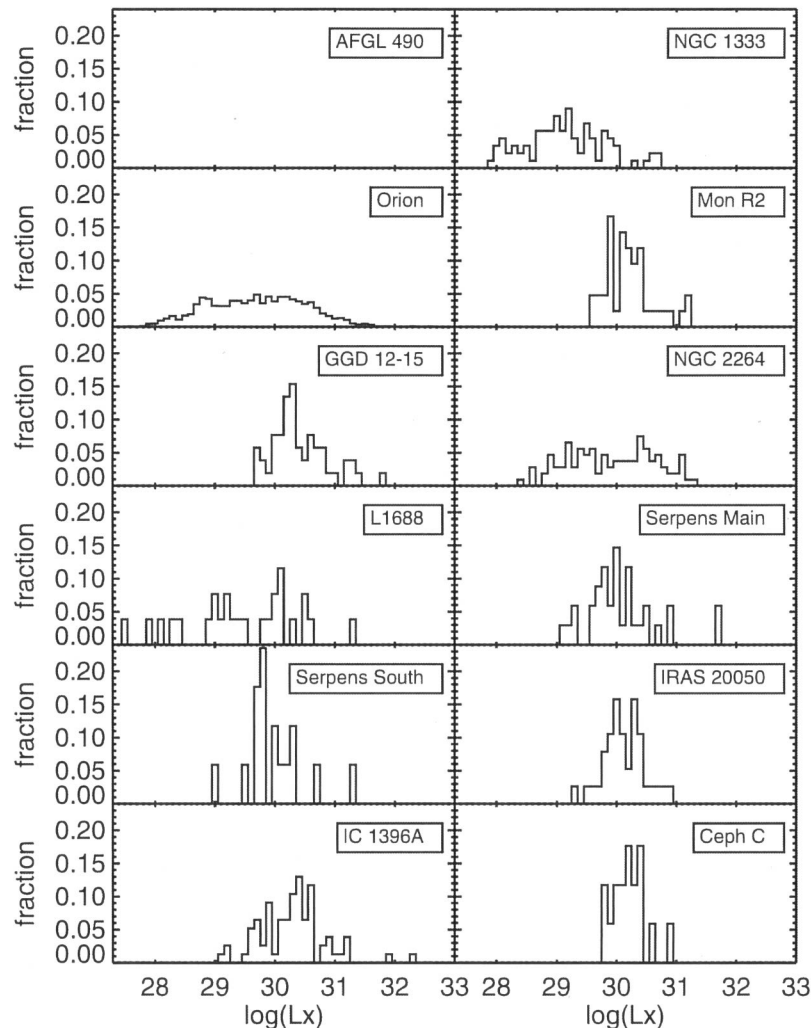 0.20
0.15
0.10
0.05
0.00
fraction
AFGL 490
NGC 1333
0.20
0.15
0.10
0.05
0.00
fraction
Orion
Mon R2
0.20
0.15
0.10
0.05
0.00
fraction
GGD 12-15
NGC 2264
0.20
0.15
0.10
0.05
0.00
fraction
L1688
Serpens Main
0.20
0.15
0.10
0.05
0.00
fraction
Serpens South
IRAS 20050
0.20
0.15
0.10
0.05
0.00
fraction
IC 1396A
Ceph C
28 29 30 31 32 33 28 29 30 31 32 33
log(Lx) log(Lx)